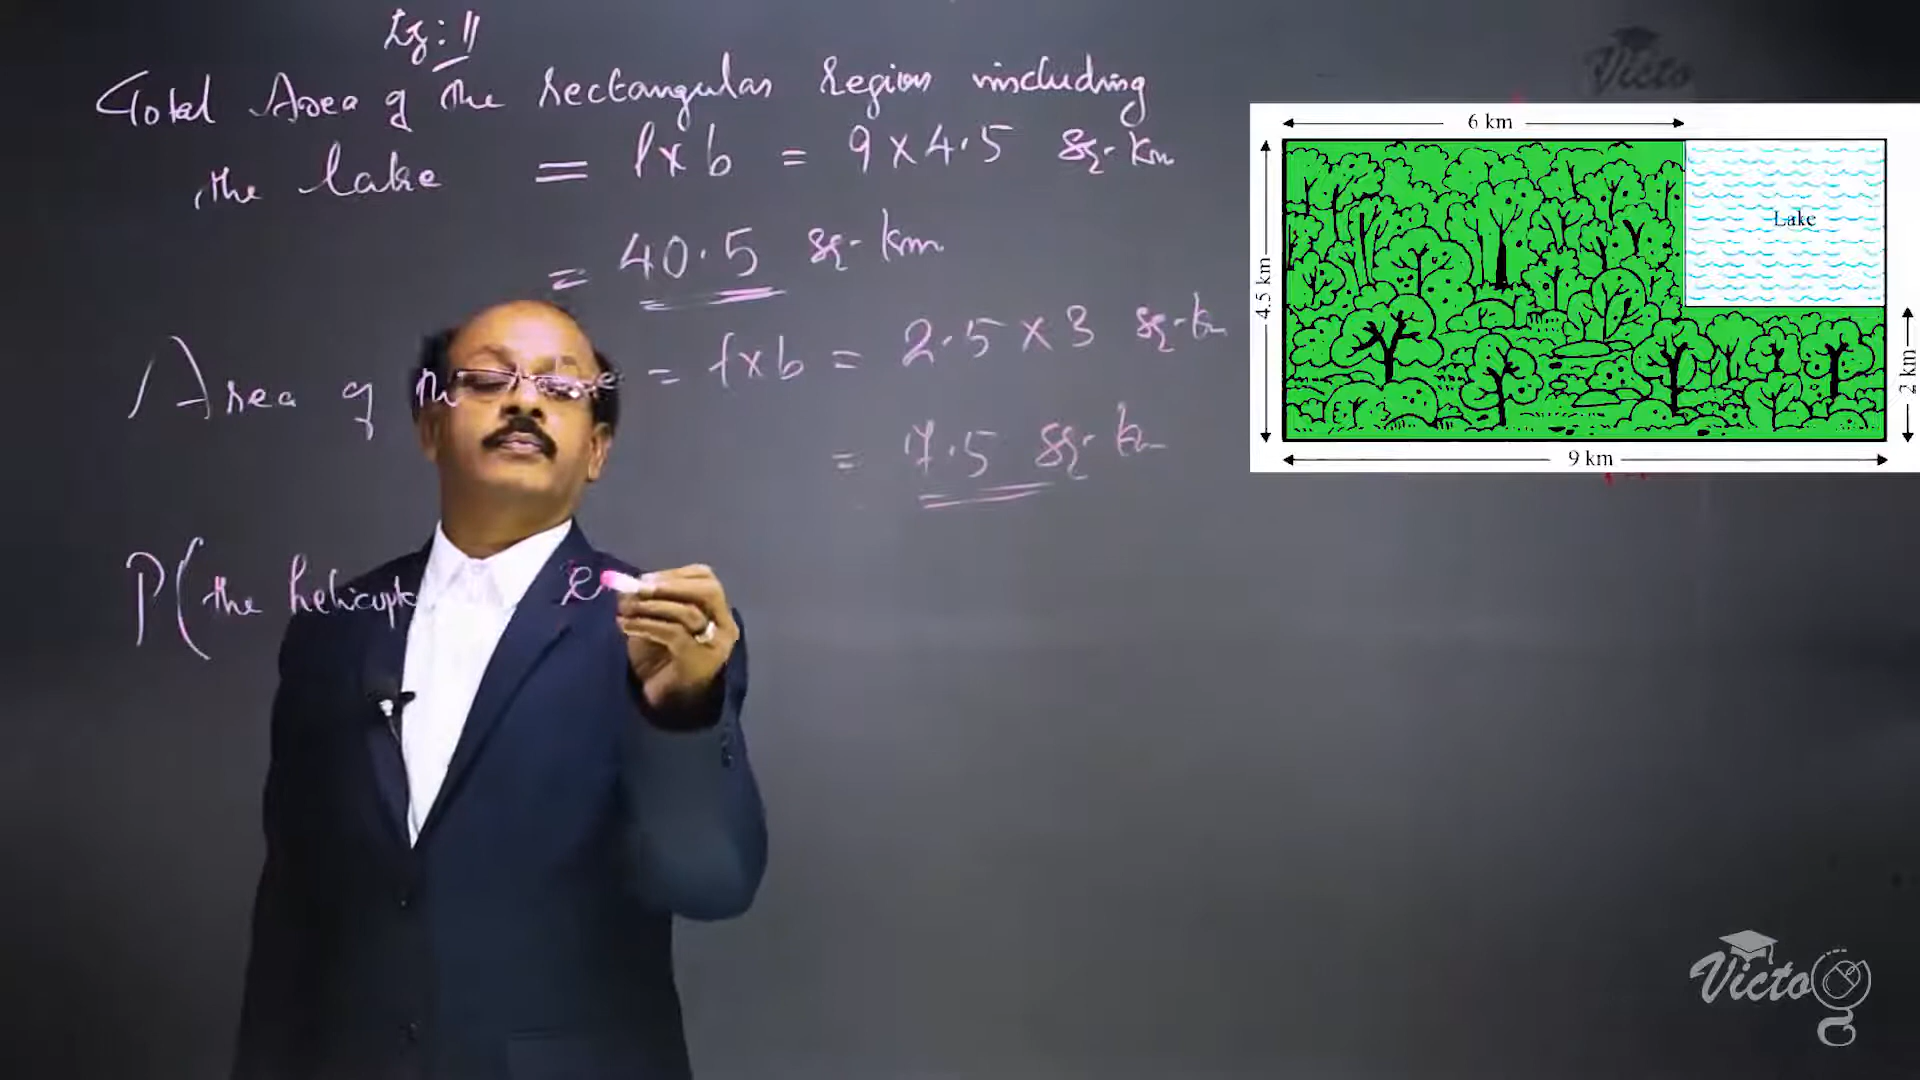 Eg: 11
Total Area of the rectangular region including
the lake = l x b = 9 x 4.5 sq. km
= 40.5 sq. km
Area of the = l x b = 2.5 x 3 sq. km
= 7.5 sq. km
P( the helicopte
Victo
6 km
Lake
4.5 km
2 km
9 km
Victo